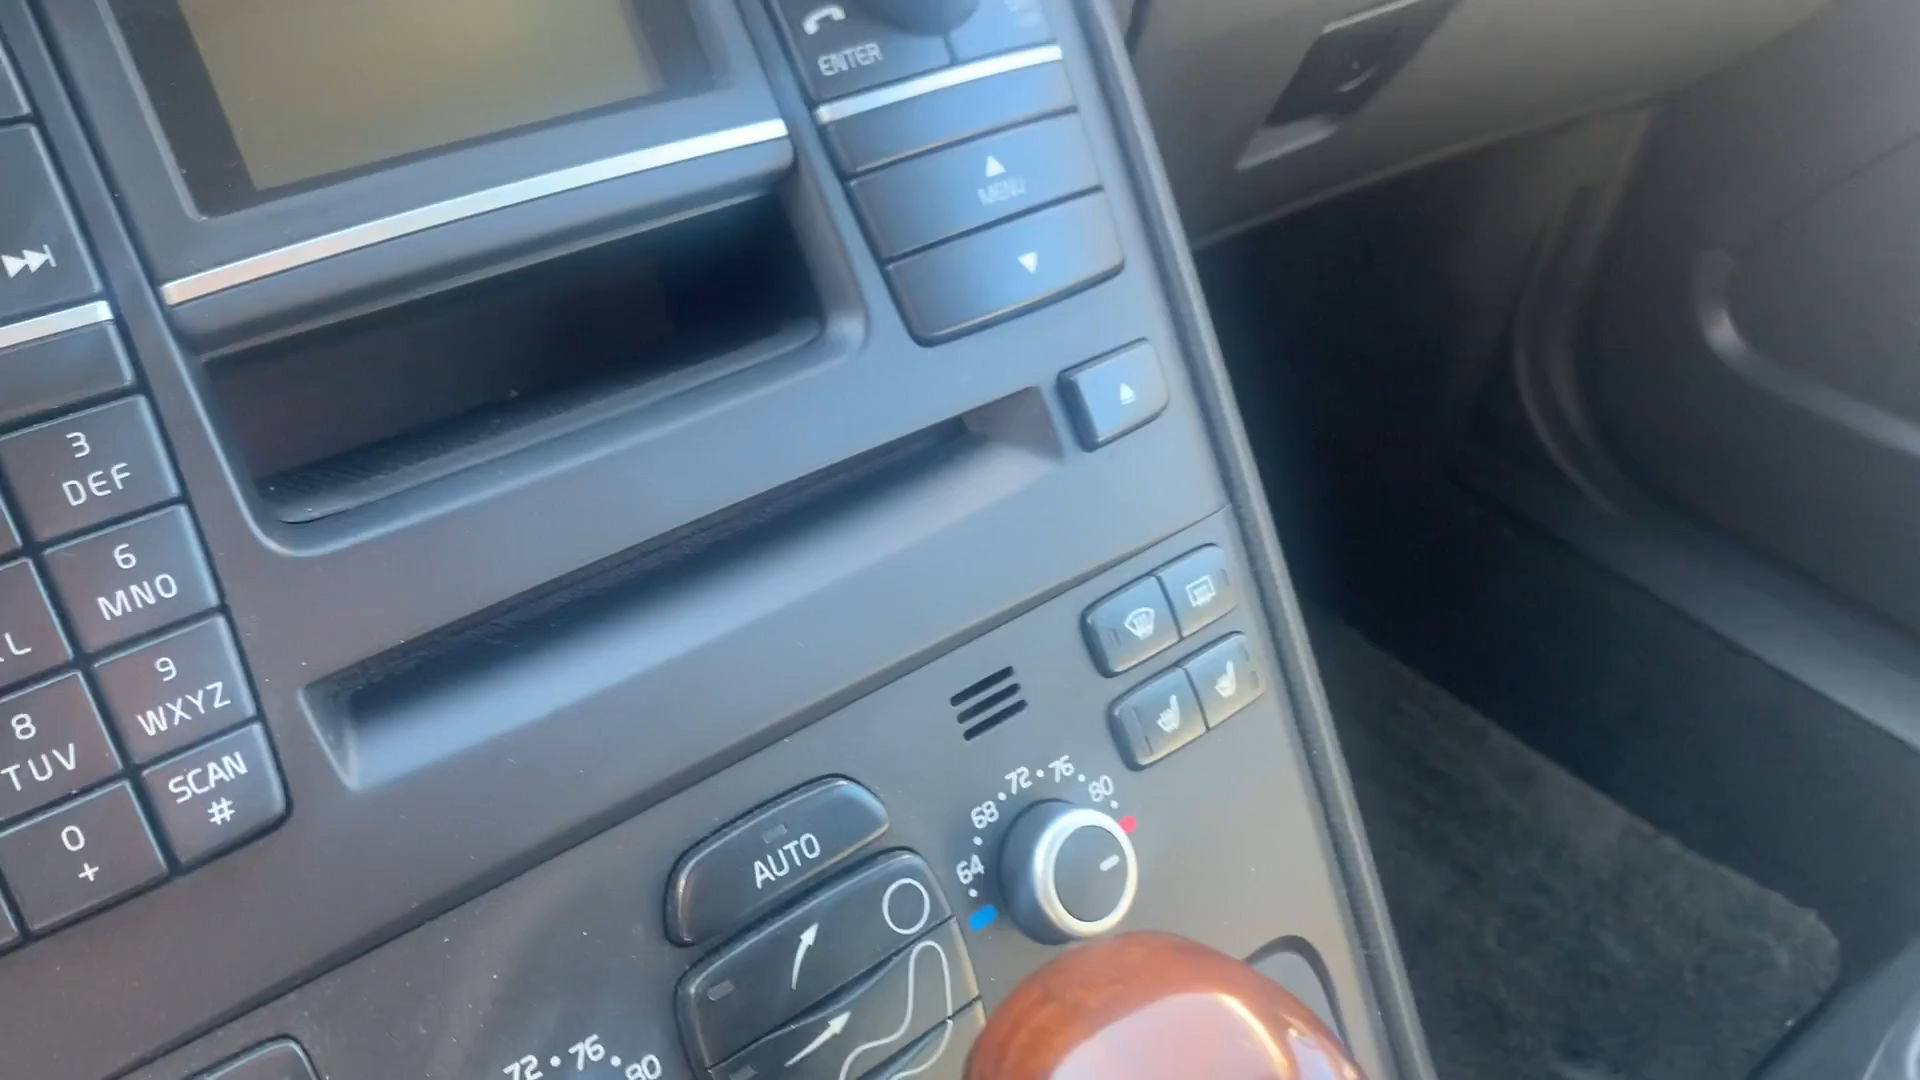 ENTER
MENU
3
DEF
6
MNO
9
WXYZ
8
TUV
SCAN
#
0
+
AUTO
64 68 72 76 80
72 76 80